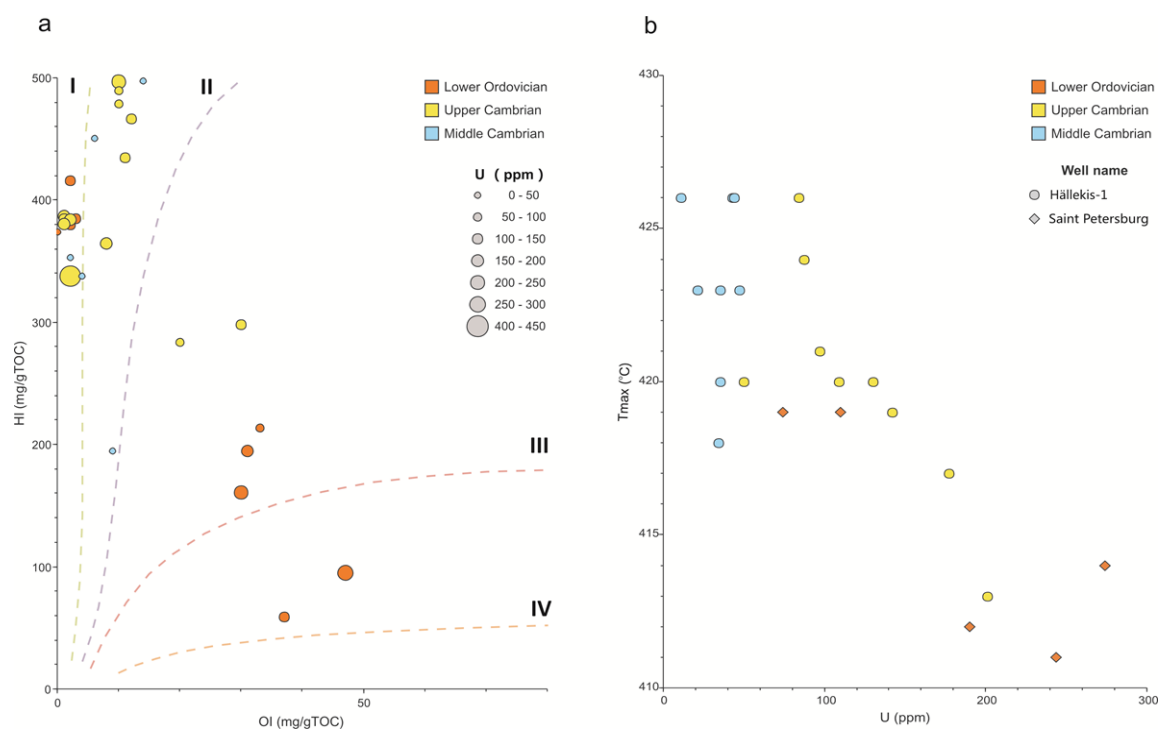 a
I
II
III
IV
500
400
300
200
100
0
HI (mg/gTOC)
0
50
OI (mg/gTOC)
Lower Ordovician
Upper Cambrian
Middle Cambrian
U ( ppm )
0 - 50
50 - 100
100 - 150
150 - 200
200 - 250
250 - 300
400 - 450
b
430
425
420
415
410
Tmax (°C)
0
100
200
300
U (ppm)
Lower Ordovician
Upper Cambrian
Middle Cambrian
Well name
Hällekis-1
Saint Petersburg